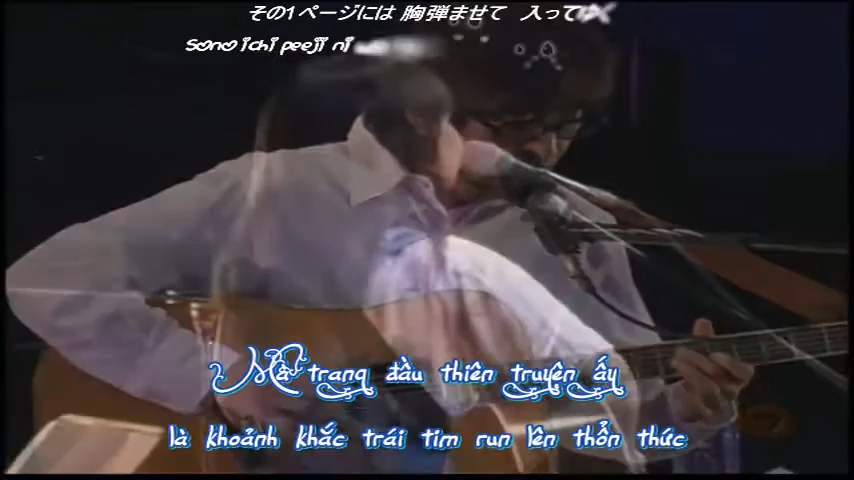 その1ページには 胸弾ませて 入って
Sono ichi peeji ni
Mà trang đầu thiên truyện ấy
là khoảnh khắc trái tim run lên thổn thức